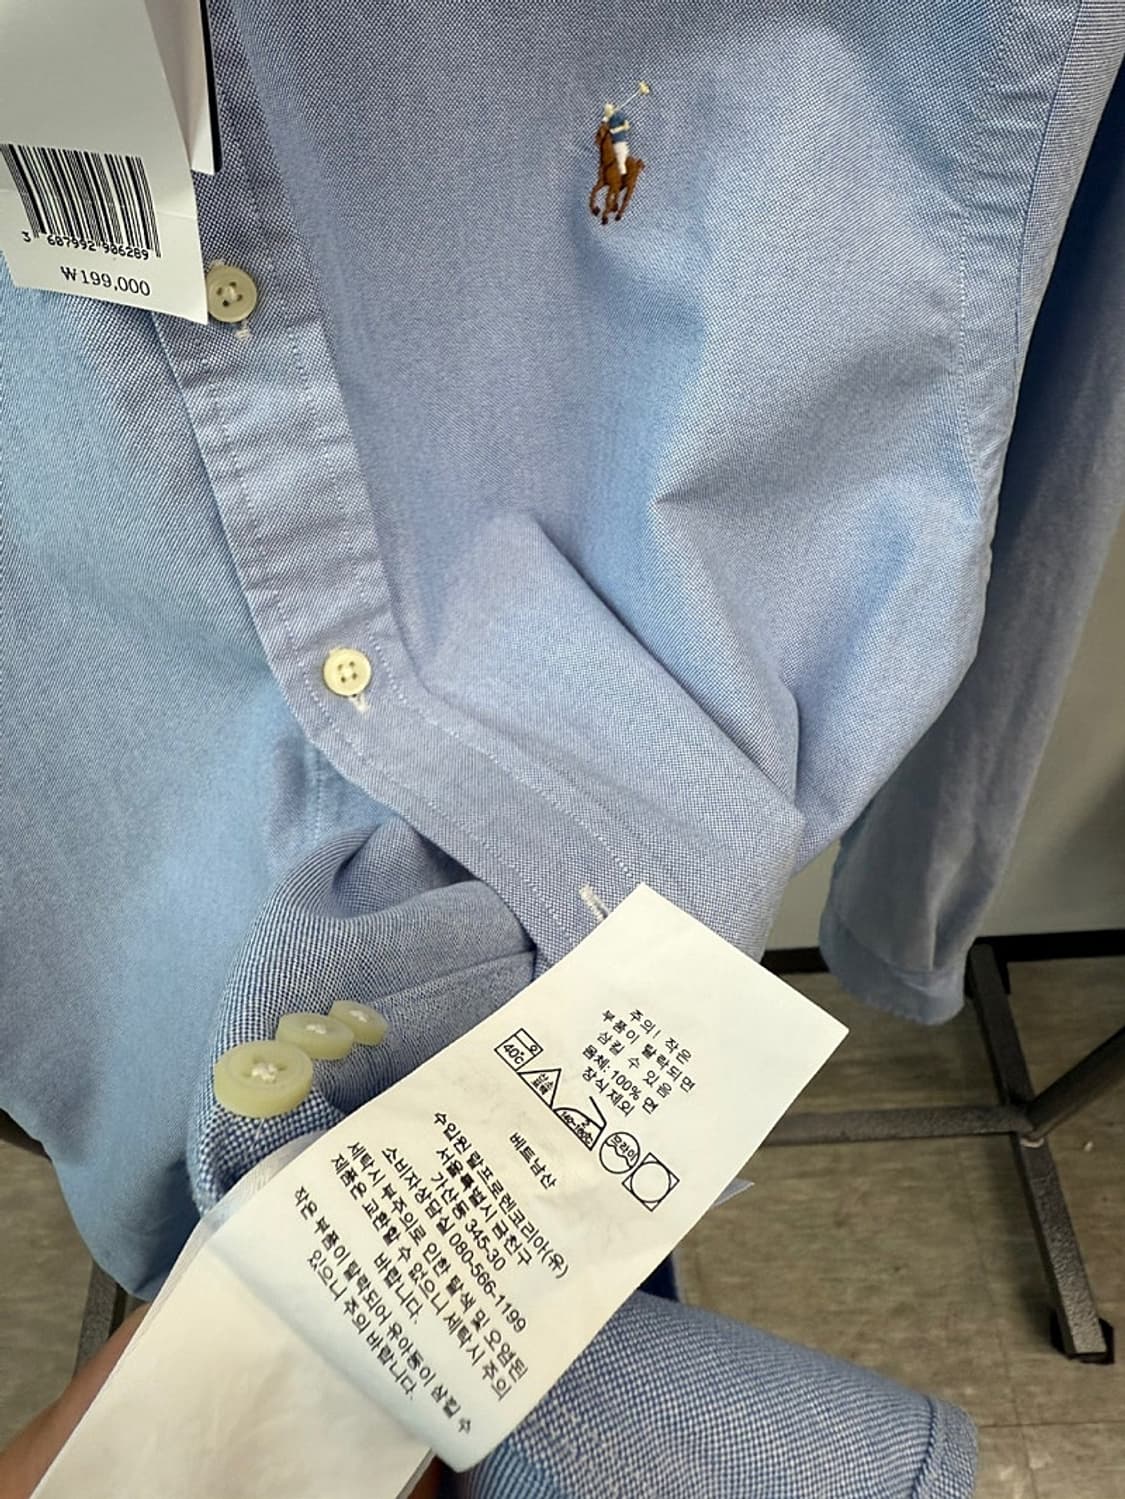 3 607992 906289
₩199,000
주의! 작은
부품이 탈락되면
삼킬 수 있음
몸체: 100% 면
장식 제외
40℃
베트남산
수입원 랄프로렌코리아(유)
서울특별시 금천구
가산동 345-30
소비자상담실 080-566-1199
세탁시 부주의로 인한 탈색 및 오염된
제품은 교환할 수 없으니 세탁시 주의
바랍니다.
작은 부품이 탈락되어 유아동이 삼킬 수
있으니 주의 바랍니다.